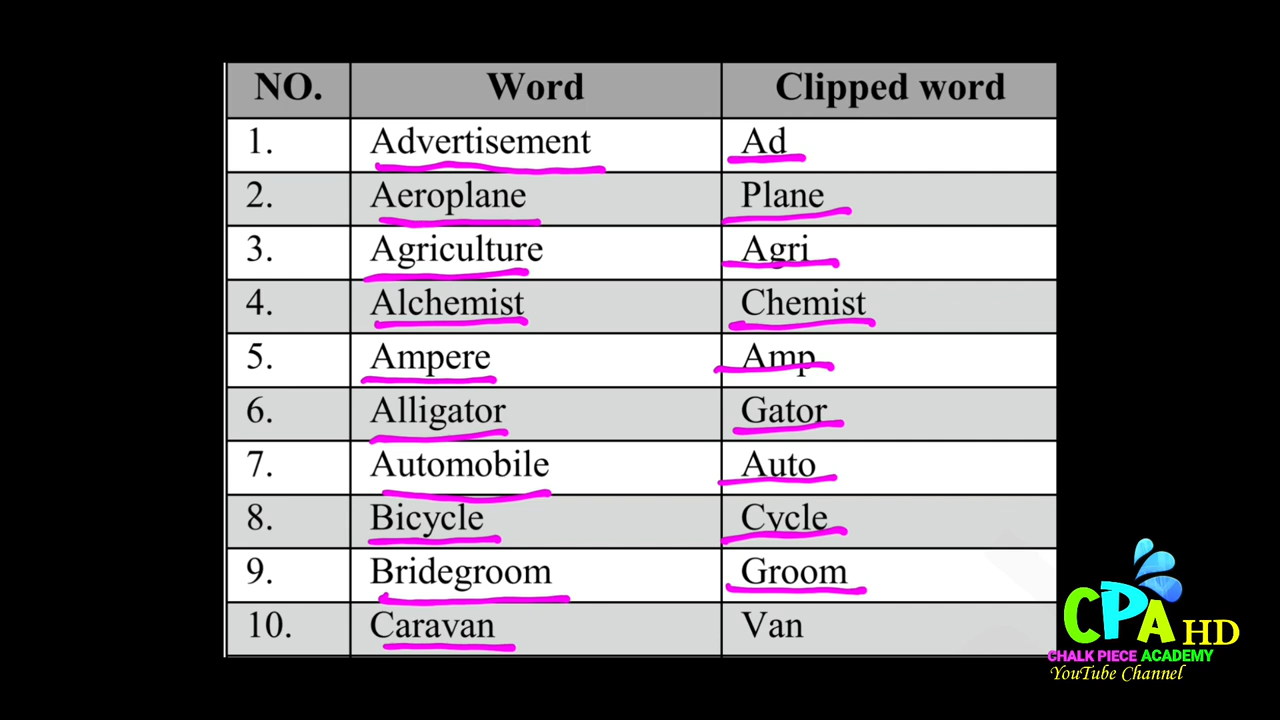 NO. Word Clipped word
1. Advertisement Ad
2. Aeroplane Plane
3. Agriculture Agri
4. Alchemist Chemist
5. Ampere Amp
6. Alligator Gator
7. Automobile Auto
8. Bicycle Cycle
9. Bridegroom Groom
10. Caravan Van
CPA HD
CHALK PIECE ACADEMY
YouTube Channel